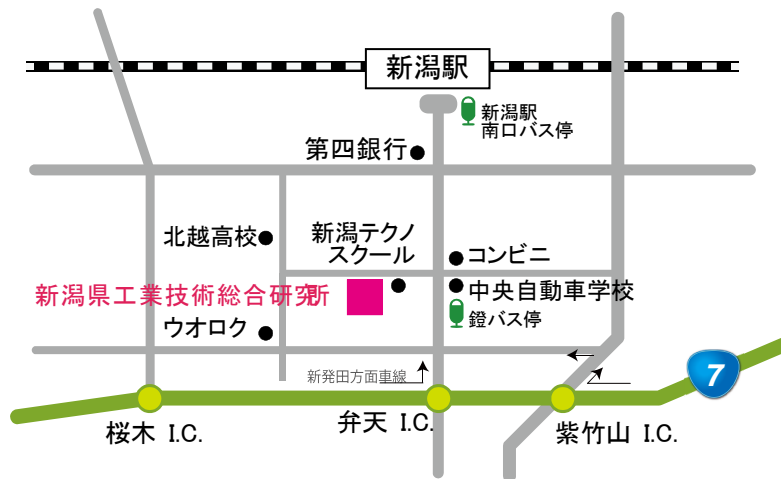 新潟駅
新潟駅
南口バス停
第四銀行
北越高校
新潟テクノ
スクール
コンビニ
新潟県工業技術総合研究所
中央自動車学校
ウオロク
鐙バス停
新発田方面車線
7
桜木 I.C.
弁天 I.C.
紫竹山 I.C.